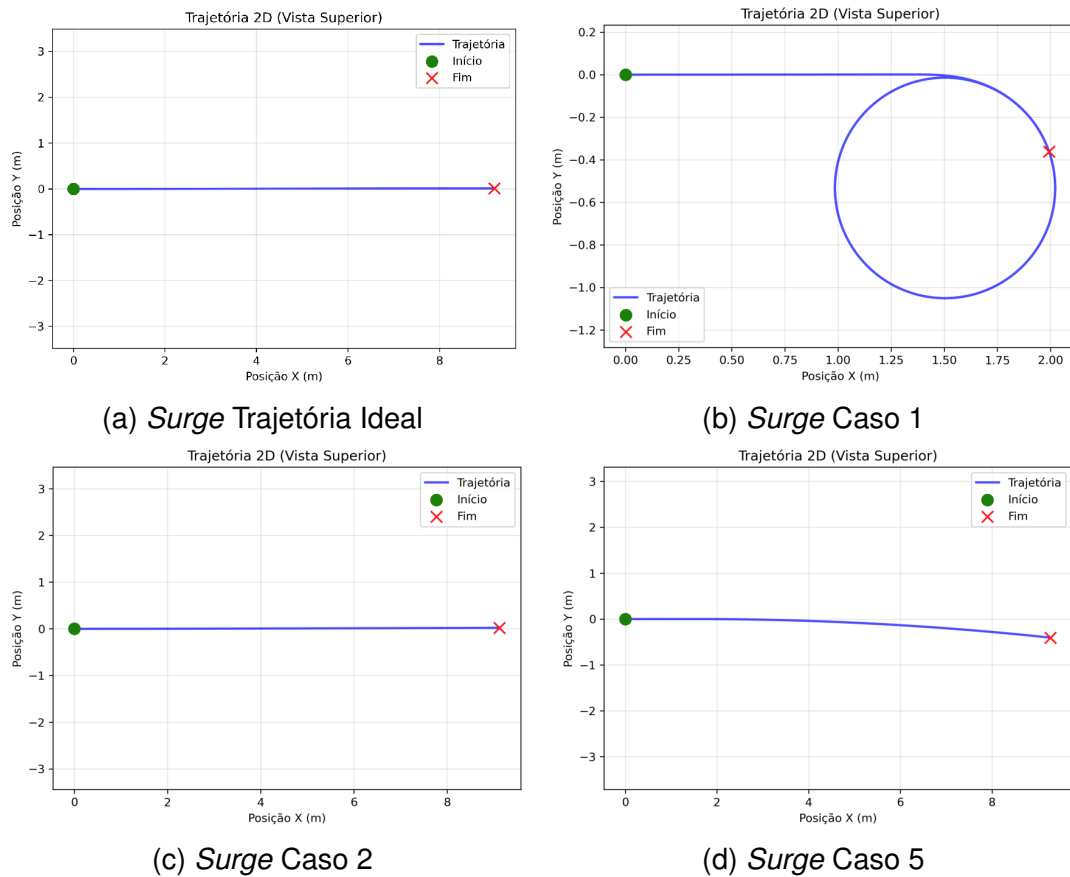 Trajetória 2D (Vista Superior)
Posição Y (m)
3
2
1
0
−1
−2
−3
0
2
4
6
8
Posição X (m)
Trajetória
Início
Fim
(a) Surge Trajetória Ideal
Trajetória 2D (Vista Superior)
Posição Y (m)
0.2
0.0
−0.2
−0.4
−0.6
−0.8
−1.0
−1.2
0.00
0.25
0.50
0.75
1.00
1.25
1.50
1.75
2.00
Posição X (m)
Trajetória
Início
Fim
(b) Surge Caso 1
Trajetória 2D (Vista Superior)
Posição Y (m)
3
2
1
0
−1
−2
−3
0
2
4
6
8
Posição X (m)
Trajetória
Início
Fim
(c) Surge Caso 2
Trajetória 2D (Vista Superior)
Posição Y (m)
3
2
1
0
−1
−2
−3
0
2
4
6
8
Posição X (m)
Trajetória
Início
Fim
(d) Surge Caso 5